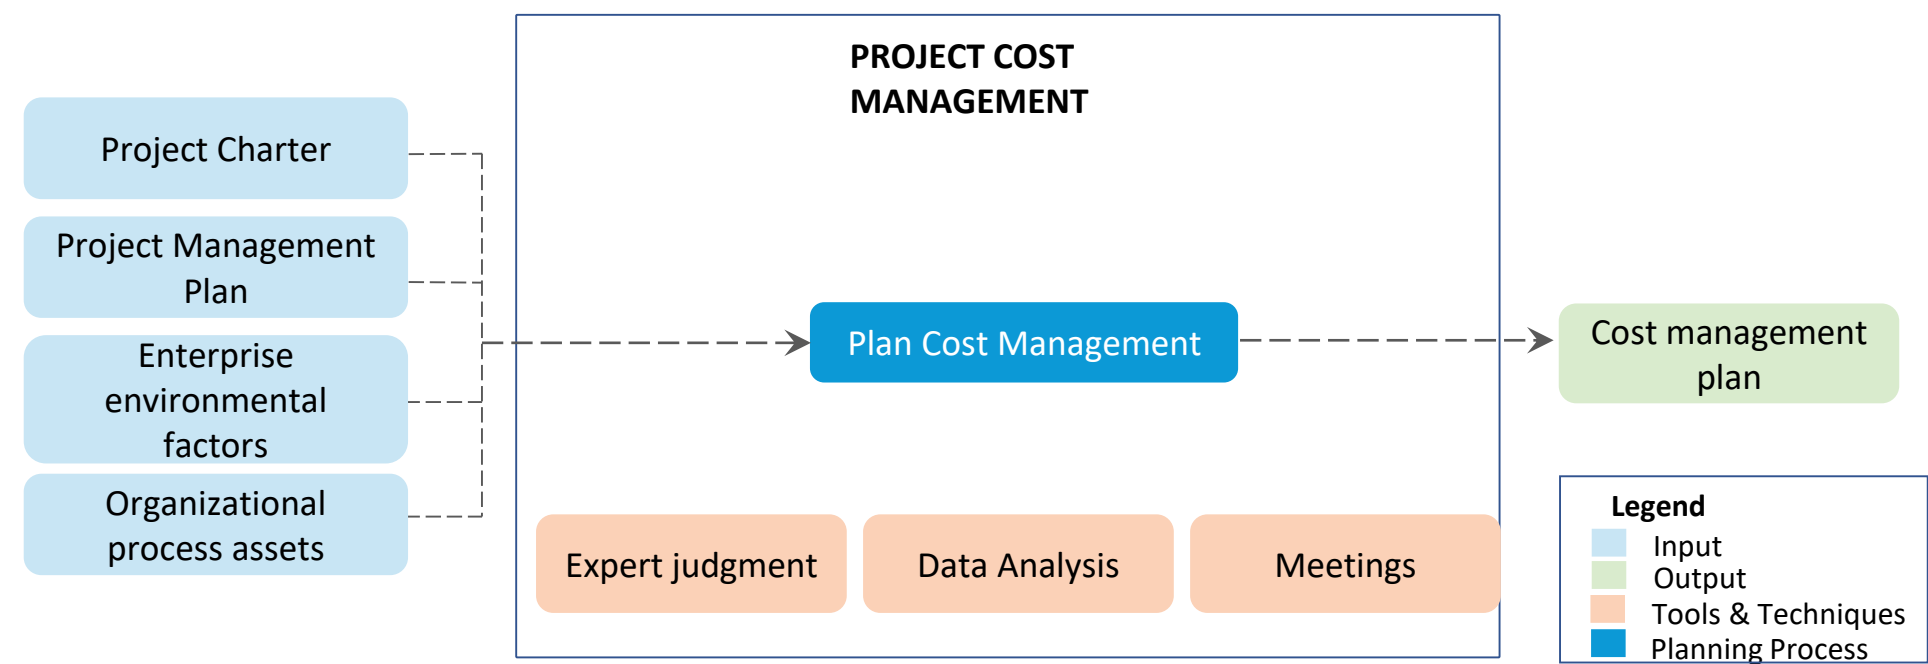 PROJECT COST
MANAGEMENT
Project Charter
Project Management
Plan
Enterprise
environmental
factors
Organizational
process assets
Plan Cost Management
Cost management
plan
Expert judgment
Data Analysis
Meetings
Legend
Input
Output
Tools & Techniques
Planning Process